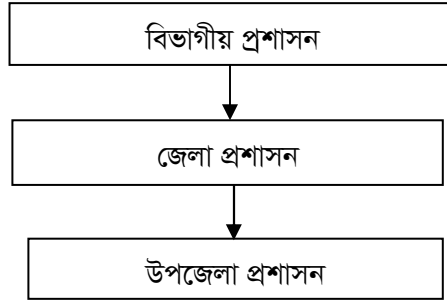 বিভাগীয় প্রশাসন
জেলা প্রশাসন
উপজেলা প্রশাসন